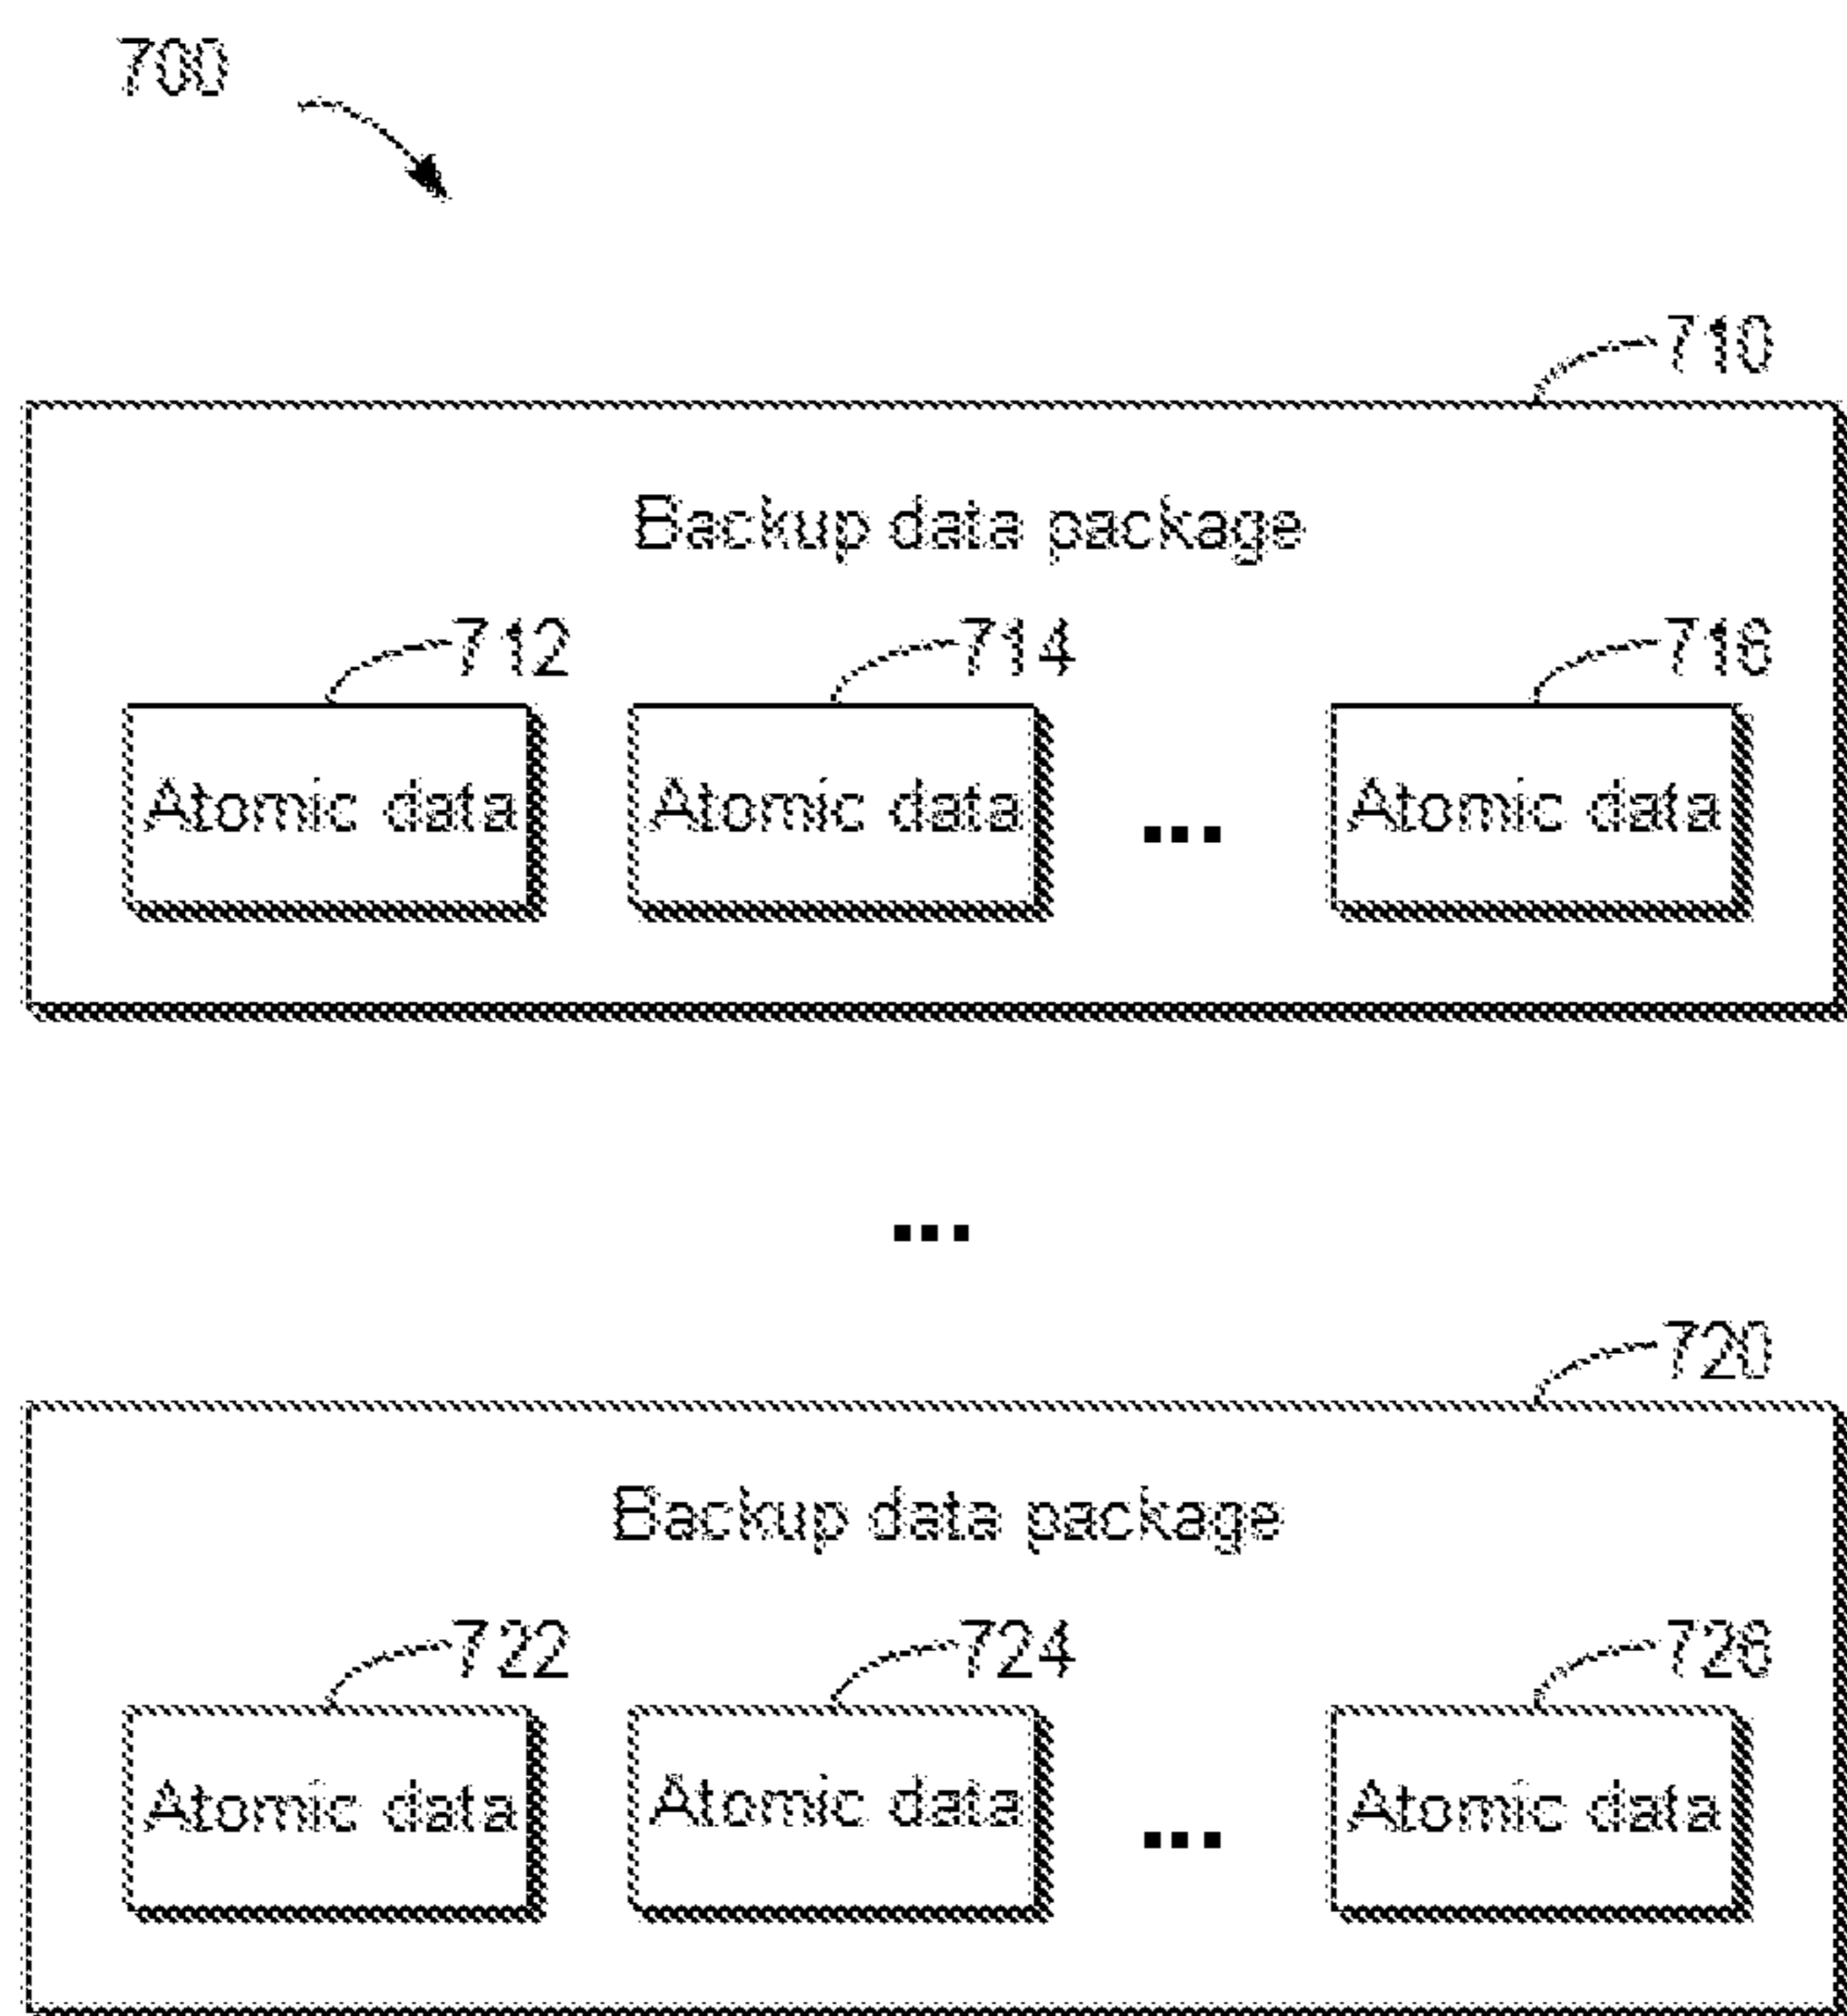 700
710
Backup data package
712 714 716
Atomic data Atomic data ... Atomic data
...
720
Backup data package
722 724 726
Atomic data Atomic data ... Atomic data